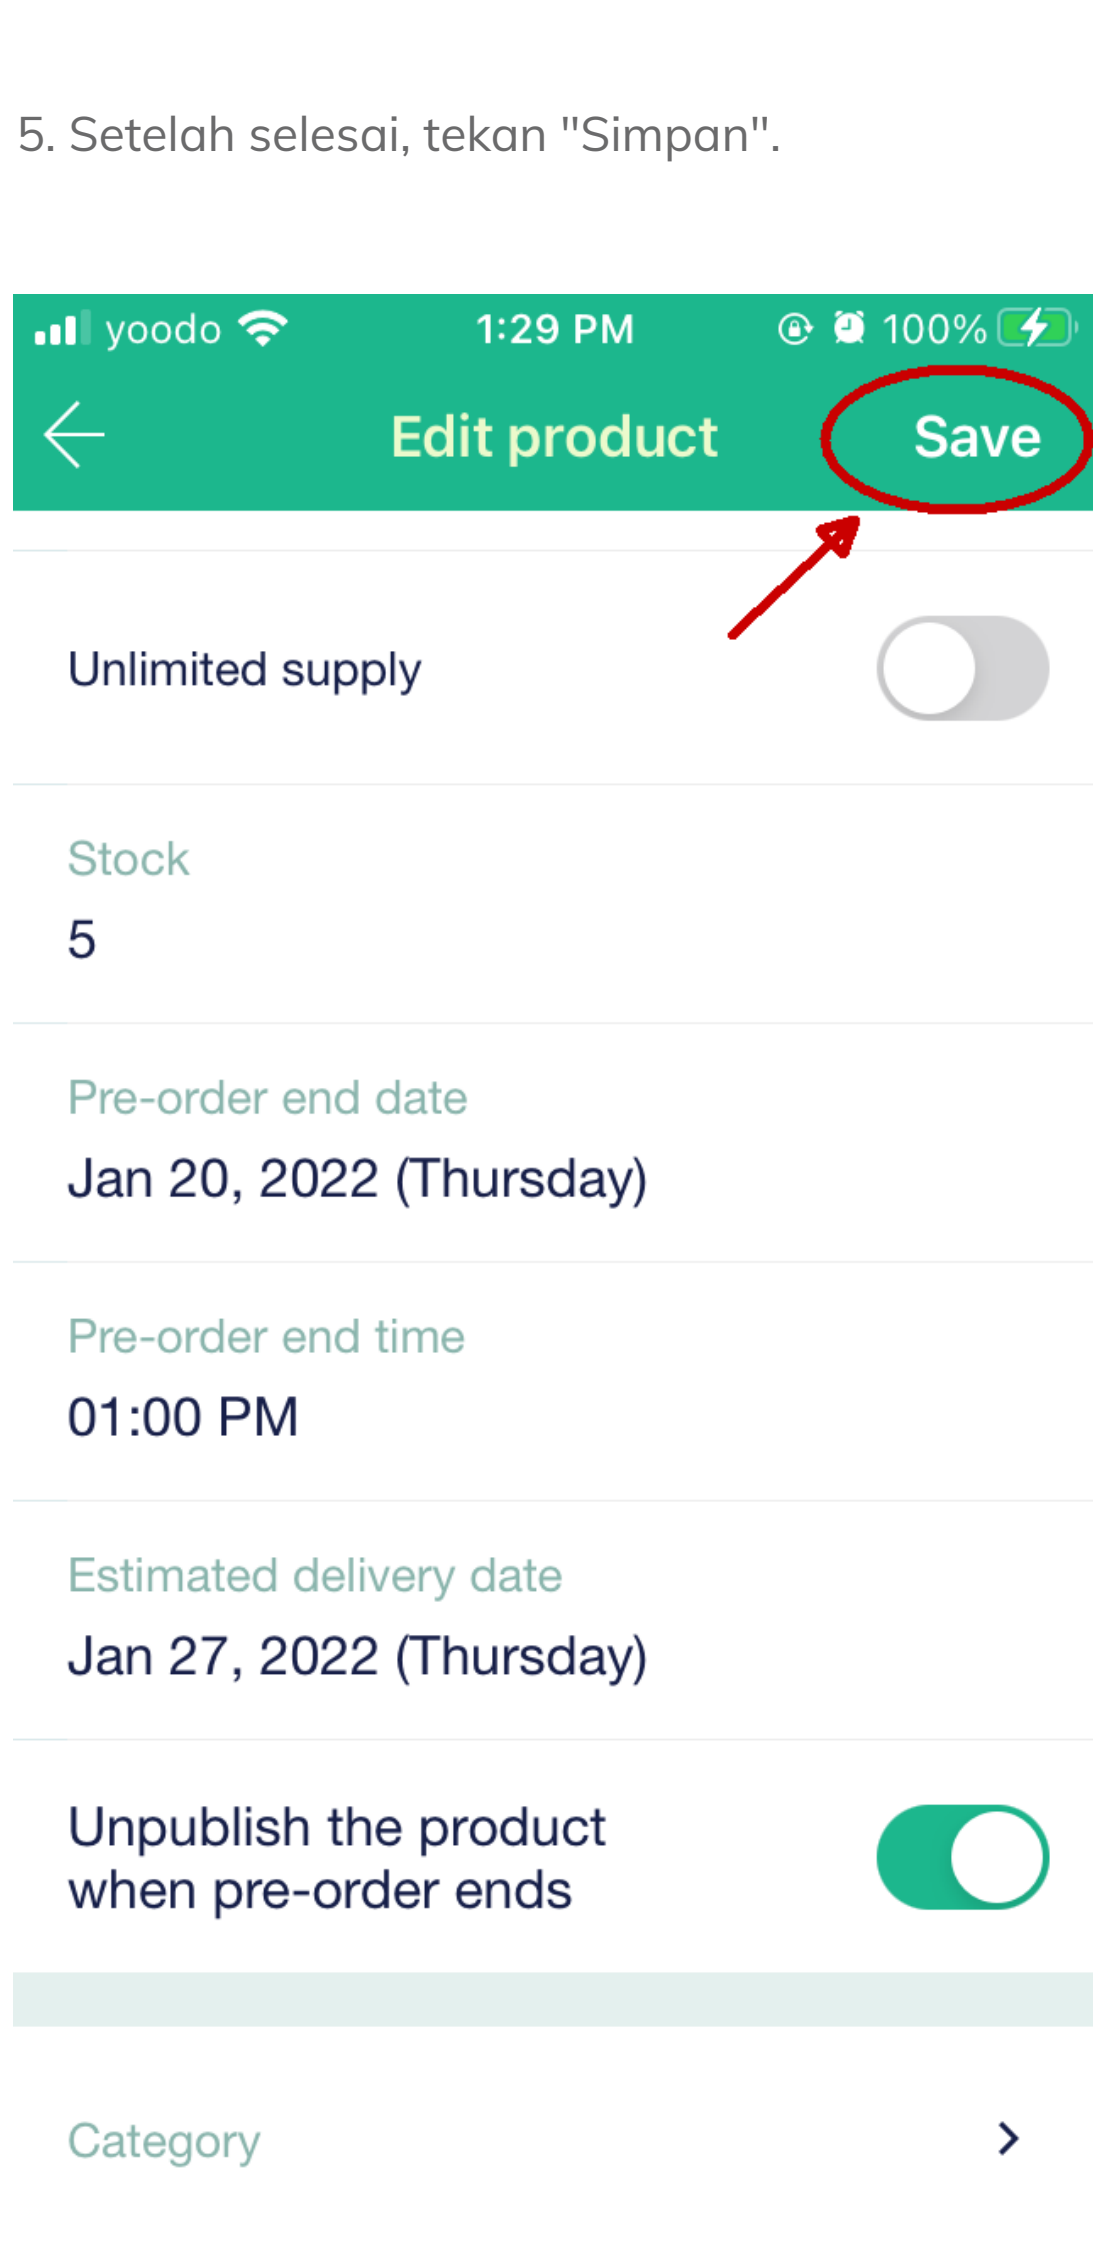 5. Setelah selesai, tekan "Simpan".
yoodo 1:29 PM 100%
Edit product Save
Unlimited supply
Stock
5
Pre-order end date
Jan 20, 2022 (Thursday)
Pre-order end time
01:00 PM
Estimated delivery date
Jan 27, 2022 (Thursday)
Unpublish the product
when pre-order ends
Category